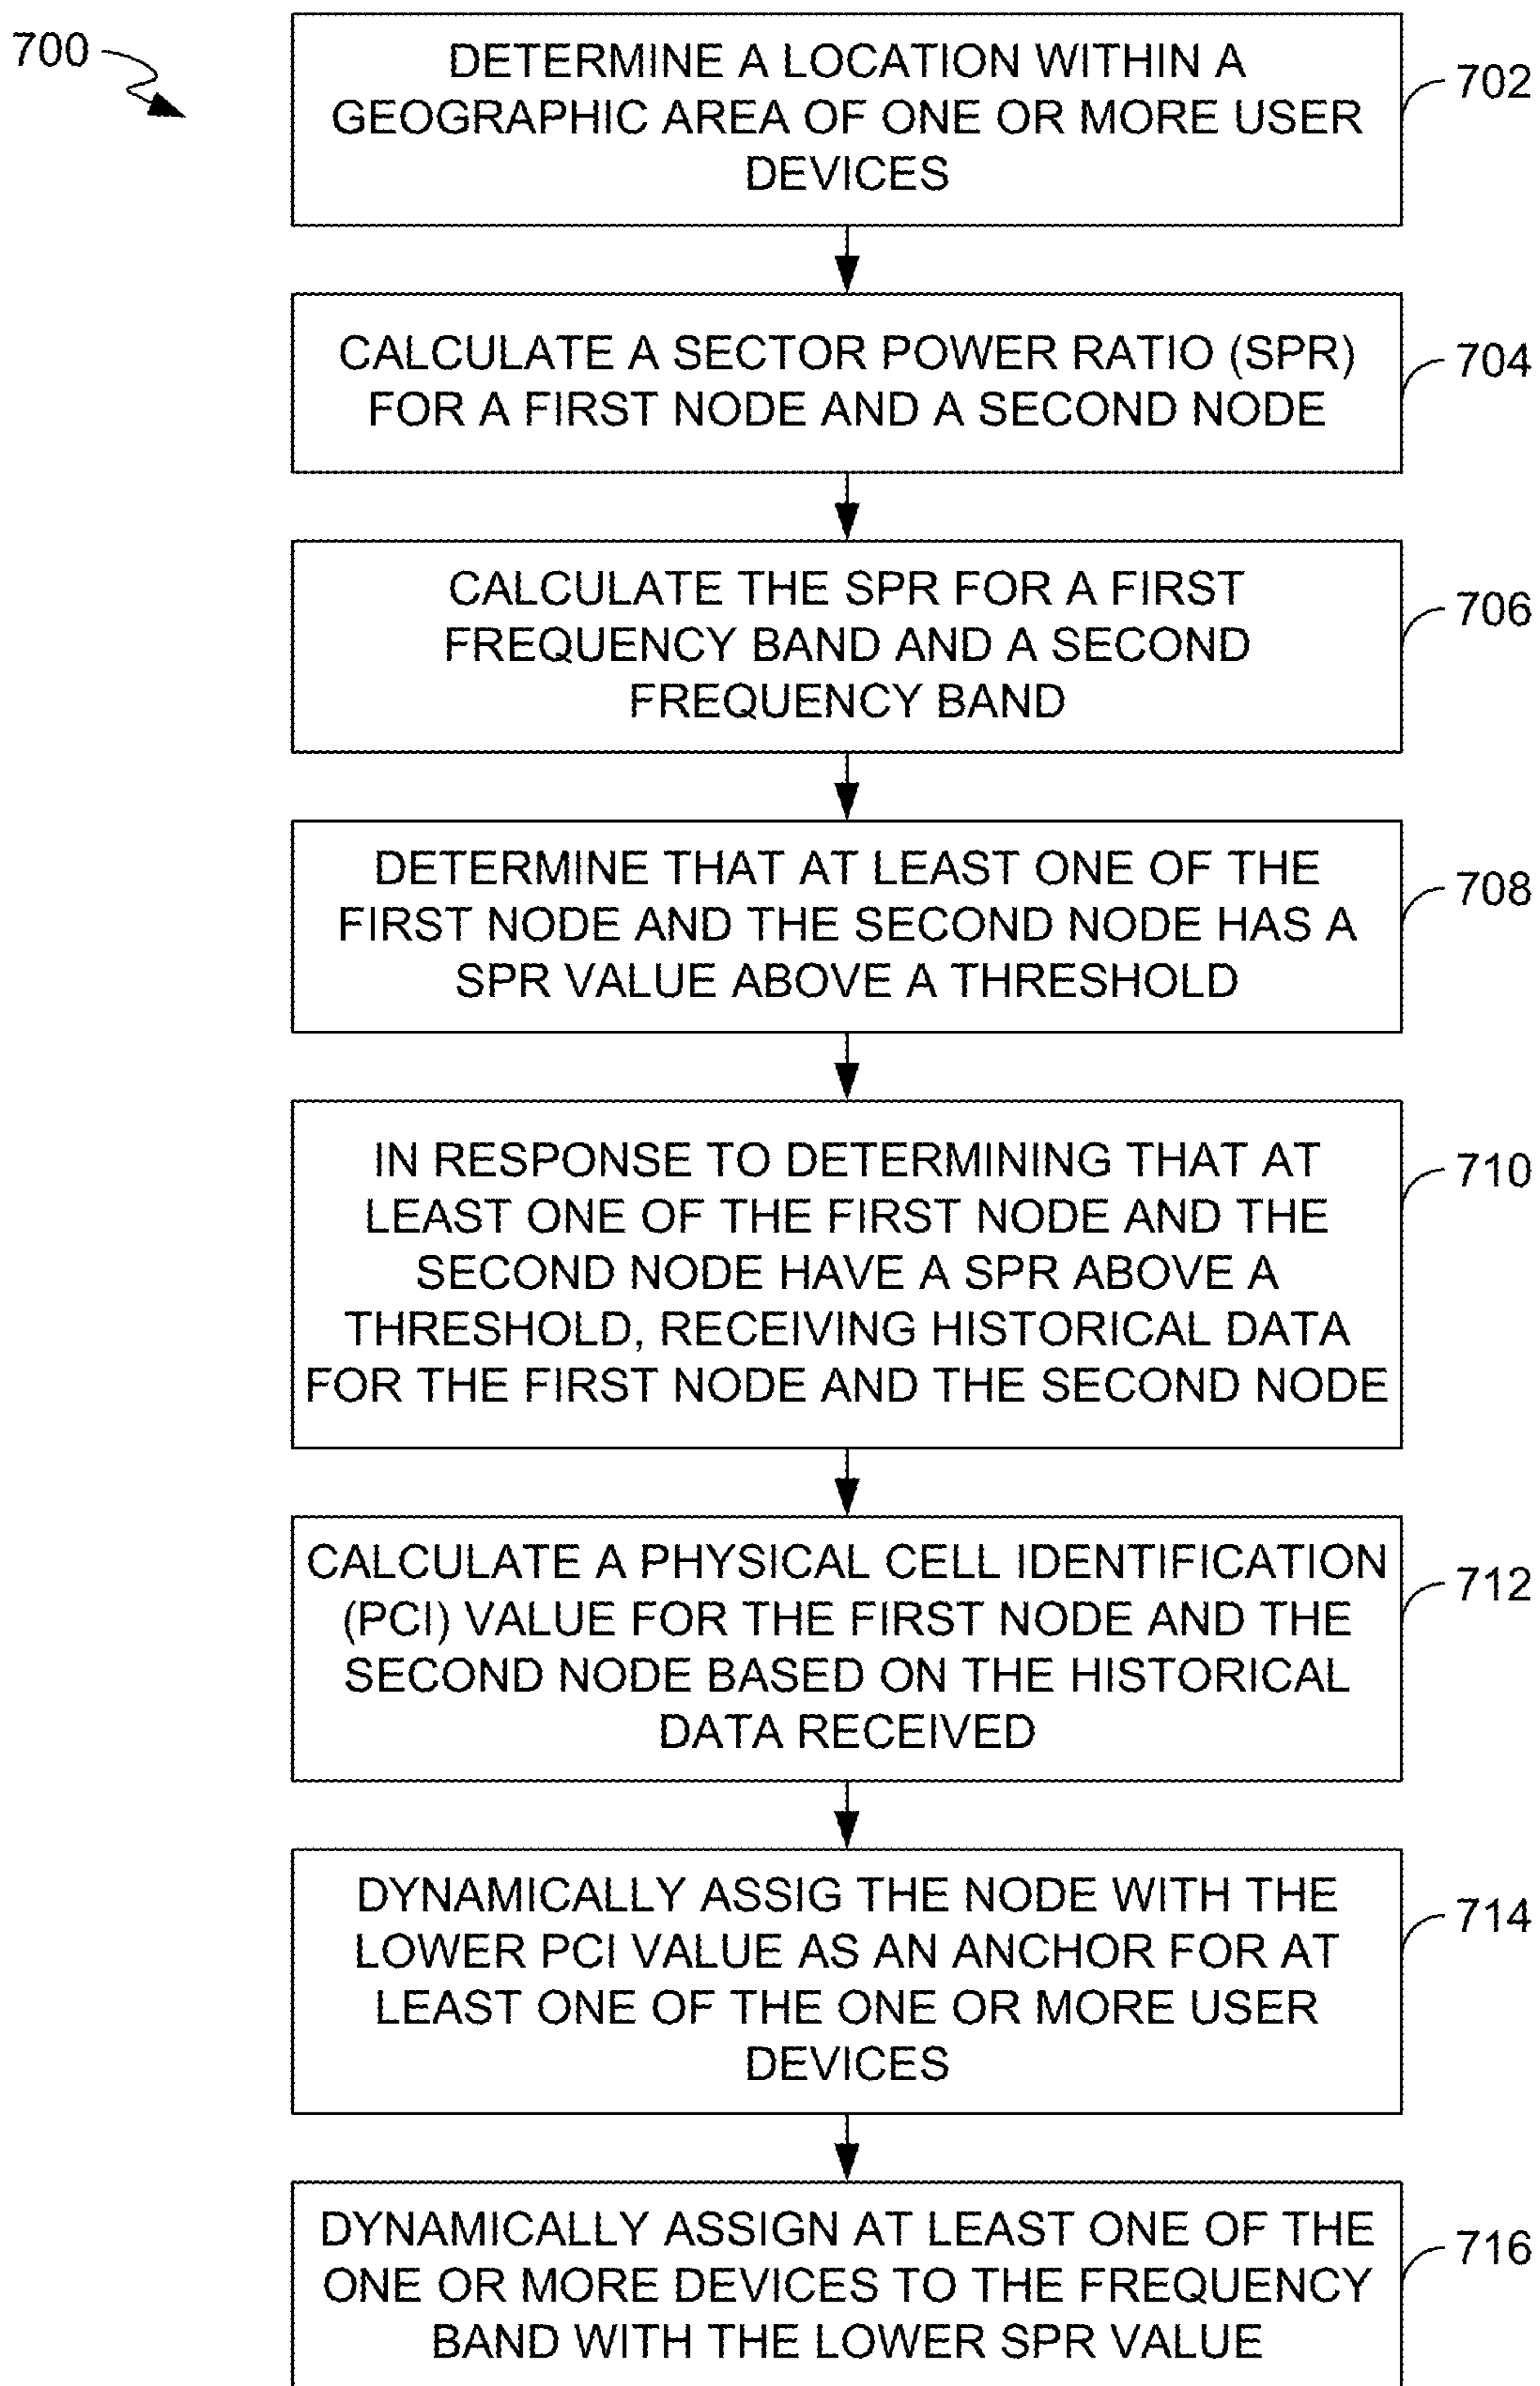 700
DETERMINE A LOCATION WITHIN A
GEOGRAPHIC AREA OF ONE OR MORE USER
DEVICES
702
CALCULATE A SECTOR POWER RATIO (SPR)
FOR A FIRST NODE AND A SECOND NODE
704
CALCULATE THE SPR FOR A FIRST
FREQUENCY BAND AND A SECOND
FREQUENCY BAND
706
DETERMINE THAT AT LEAST ONE OF THE
FIRST NODE AND THE SECOND NODE HAS A
SPR VALUE ABOVE A THRESHOLD
708
IN RESPONSE TO DETERMINING THAT AT
LEAST ONE OF THE FIRST NODE AND THE
SECOND NODE HAVE A SPR ABOVE A
THRESHOLD, RECEIVING HISTORICAL DATA
FOR THE FIRST NODE AND THE SECOND NODE
710
CALCULATE A PHYSICAL CELL IDENTIFICATION
(PCI) VALUE FOR THE FIRST NODE AND THE
SECOND NODE BASED ON THE HISTORICAL
DATA RECEIVED
712
DYNAMICALLY ASSIG THE NODE WITH THE
LOWER PCI VALUE AS AN ANCHOR FOR AT
LEAST ONE OF THE ONE OR MORE USER
DEVICES
714
DYNAMICALLY ASSIGN AT LEAST ONE OF THE
ONE OR MORE DEVICES TO THE FREQUENCY
BAND WITH THE LOWER SPR VALUE
716